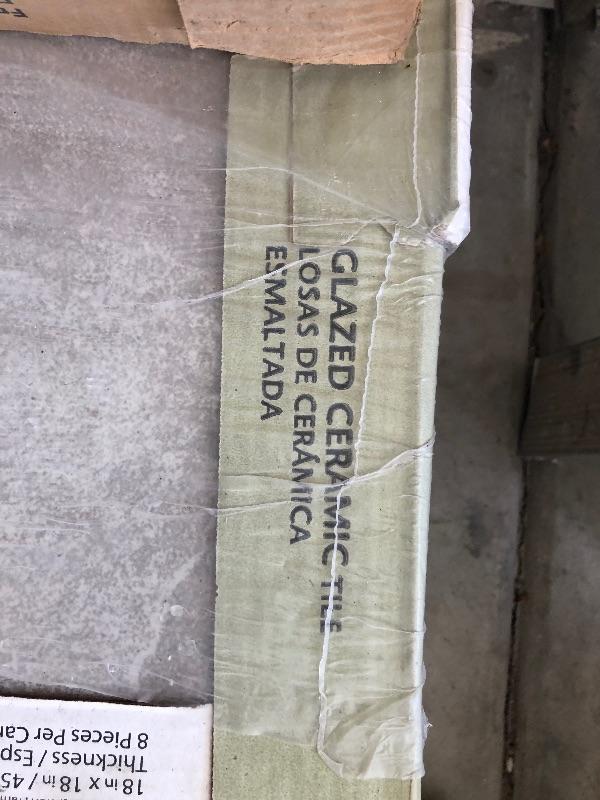 GLAZED CERAMIC TILE
LOSAS DE CERÁMICA
ESMALTADA
18 in x 18 in / 45
Thickness / Esp
8 Pieces Per Car